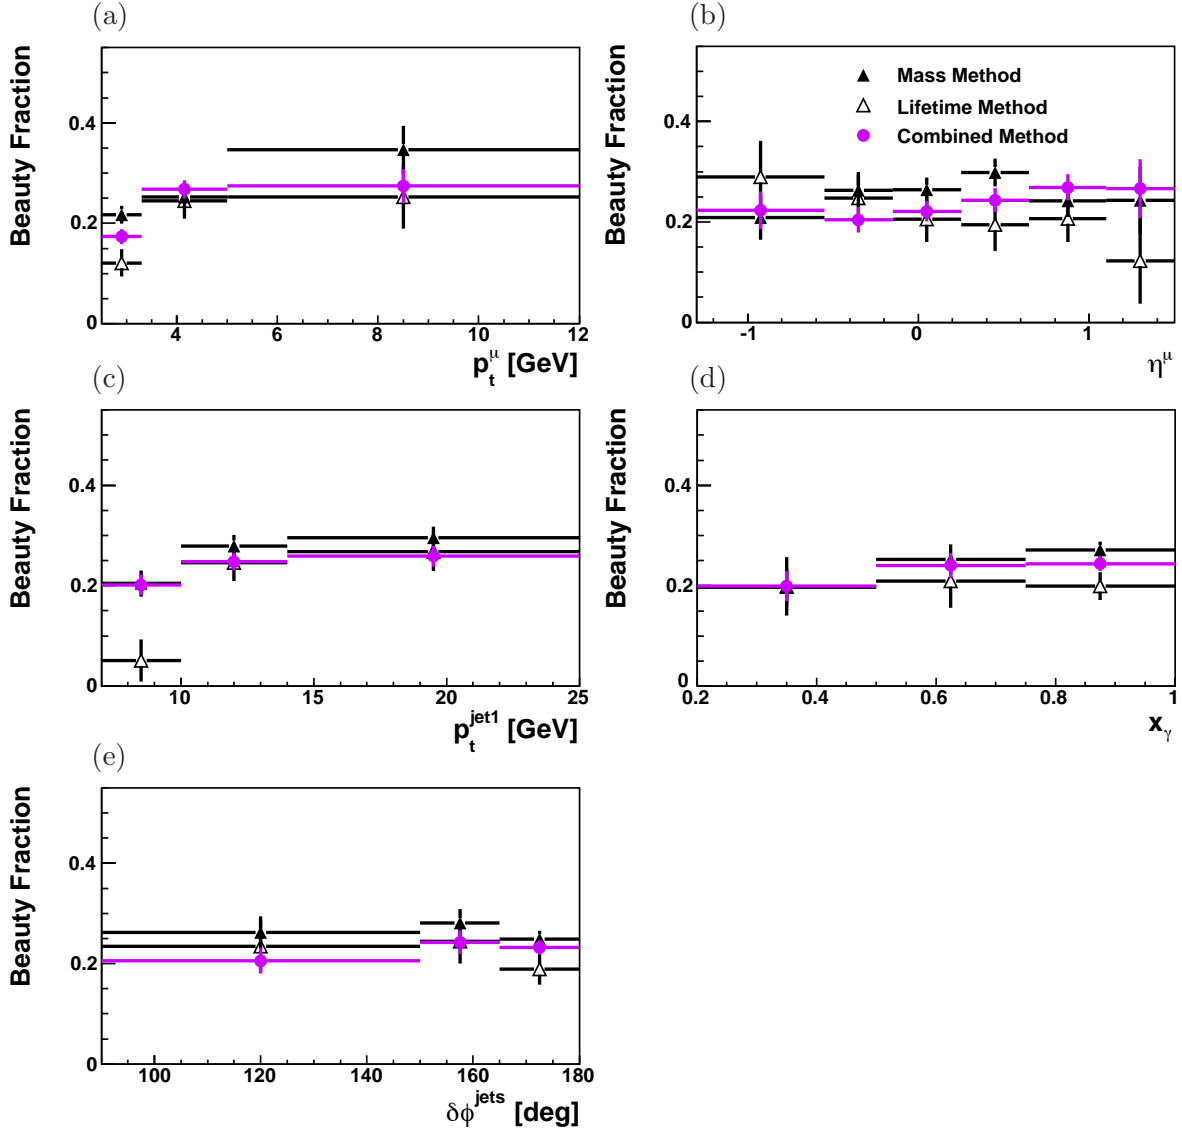 (a)
Beauty Fraction
0.4
0.2
0
4 6 8 10 12
p_t^μ [GeV]
(b)
Beauty Fraction
0.4
0.2
0
Mass Method
Lifetime Method
Combined Method
-1 0 1
η^μ
(c)
Beauty Fraction
0.4
0.2
0
10 15 20 25
p_t^jet1 [GeV]
(d)
Beauty Fraction
0.4
0.2
0
0.2 0.4 0.6 0.8 1
x_γ
(e)
Beauty Fraction
0.4
0.2
0
100 120 140 160 180
δϕ^jets [deg]